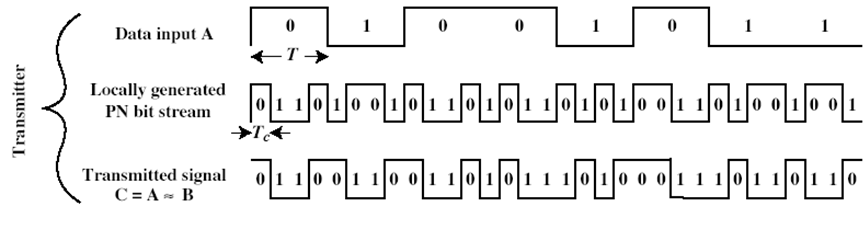 Transmitter
Data input A
0 1 0 0 1 0 1 1
T
Locally generated
PN bit stream
0 1 1 0 1 0 0 1 0 1 1 0 1 0 1 1 0 1 0 1 0 0 1 1 0 1 0 0 1 0 0 1
Tc
Transmitted signal
C = A ≈ B
0 1 1 0 0 1 1 0 0 1 1 0 1 0 1 1 1 0 1 0 0 0 1 1 1 0 1 1 0 1 1 0